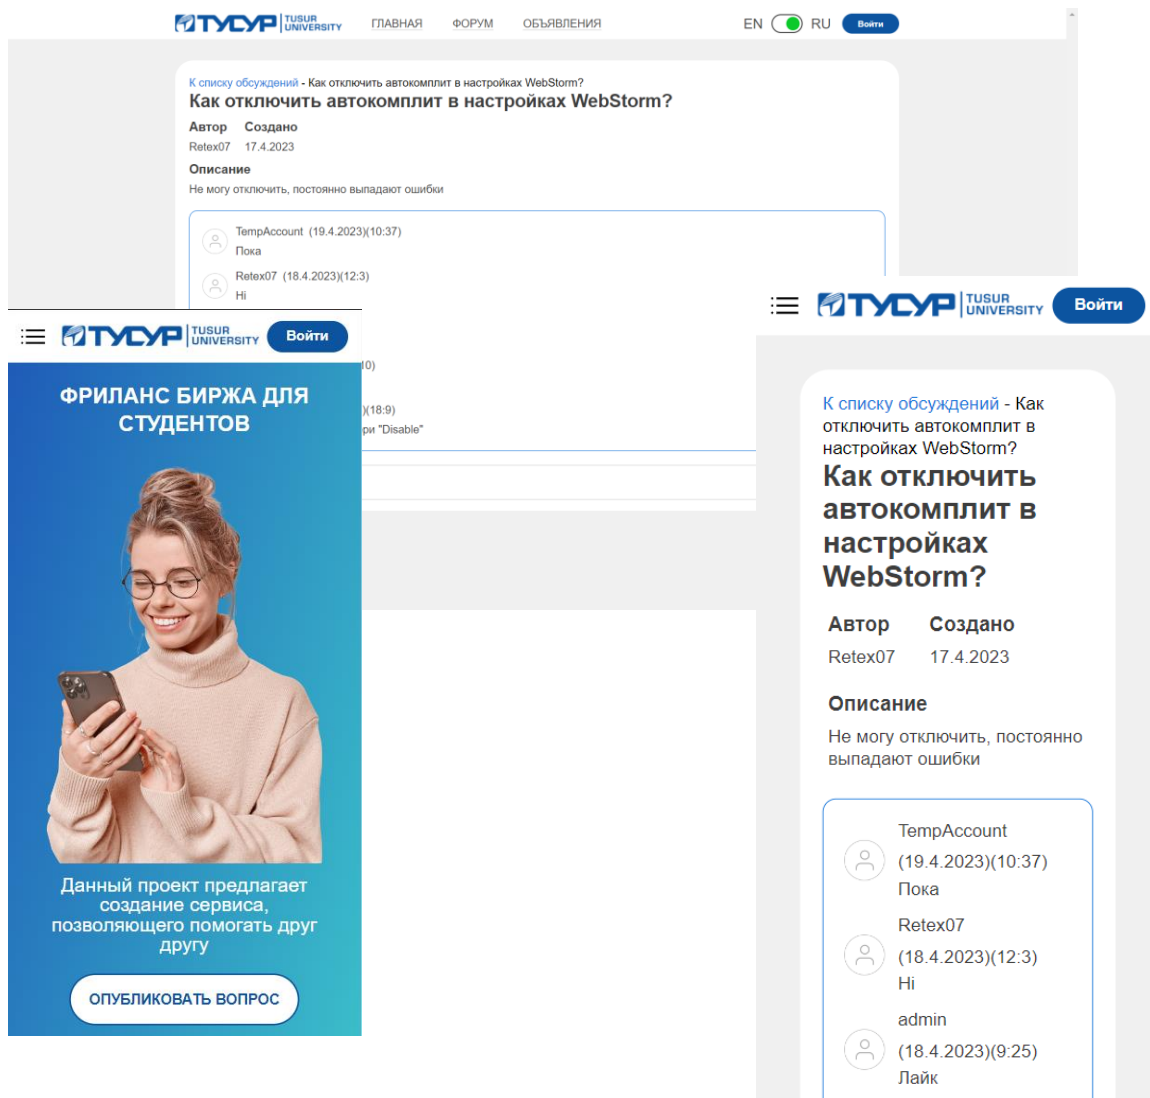 ТУСУР TUSUR UNIVERSITY ГЛАВНАЯ ФОРУМ ОБЪЯВЛЕНИЯ EN RU Войти
К списку обсуждений - Как отключить автокомплит в настройках WebStorm?
Как отключить автокомплит в настройках WebStorm?
Автор Создано
Retex07 17.4.2023
Описание
Не могу отключить, постоянно выпадают ошибки
TempAccount (19.4.2023)(10:37)
Пока
Retex07 (18.4.2023)(12:3)
Hi
10)
)(18:9)
ри "Disable"
ТУСУР TUSUR UNIVERSITY Войти
ФРИЛАНС БИРЖА ДЛЯ
СТУДЕНТОВ
Данный проект предлагает
создание сервиса,
позволяющего помогать друг
другу
ОПУБЛИКОВАТЬ ВОПРОС
ТУСУР TUSUR UNIVERSITY Войти
К списку обсуждений - Как
отключить автокомплит в
настройках WebStorm?
Как отключить
автокомплит в
настройках
WebStorm?
Автор Создано
Retex07 17.4.2023
Описание
Не могу отключить, постоянно
выпадают ошибки
TempAccount
(19.4.2023)(10:37)
Пока
Retex07
(18.4.2023)(12:3)
Hi
admin
(18.4.2023)(9:25)
Лайк